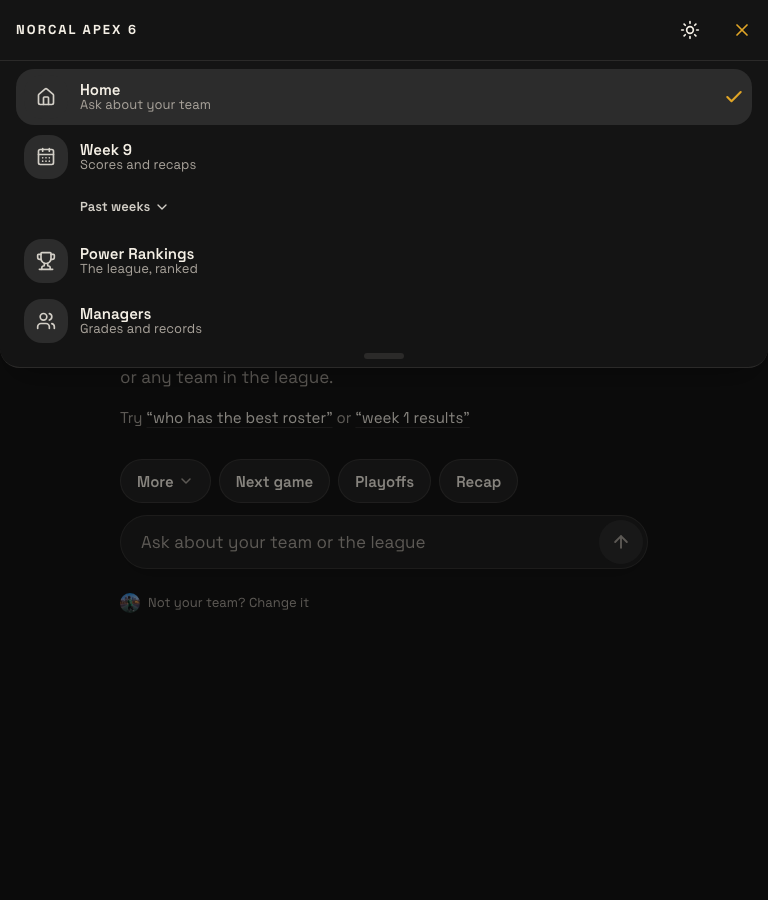 NORCAL APEX 6
Home
Ask about your team
Week 9
Scores and recaps
Past weeks
Power Rankings
The league, ranked
Managers
Grades and records
or any team in the league.
Try “who has the best roster” or “week 1 results”
More
Next game
Playoffs
Recap
Ask about your team or the league
Not your team? Change it